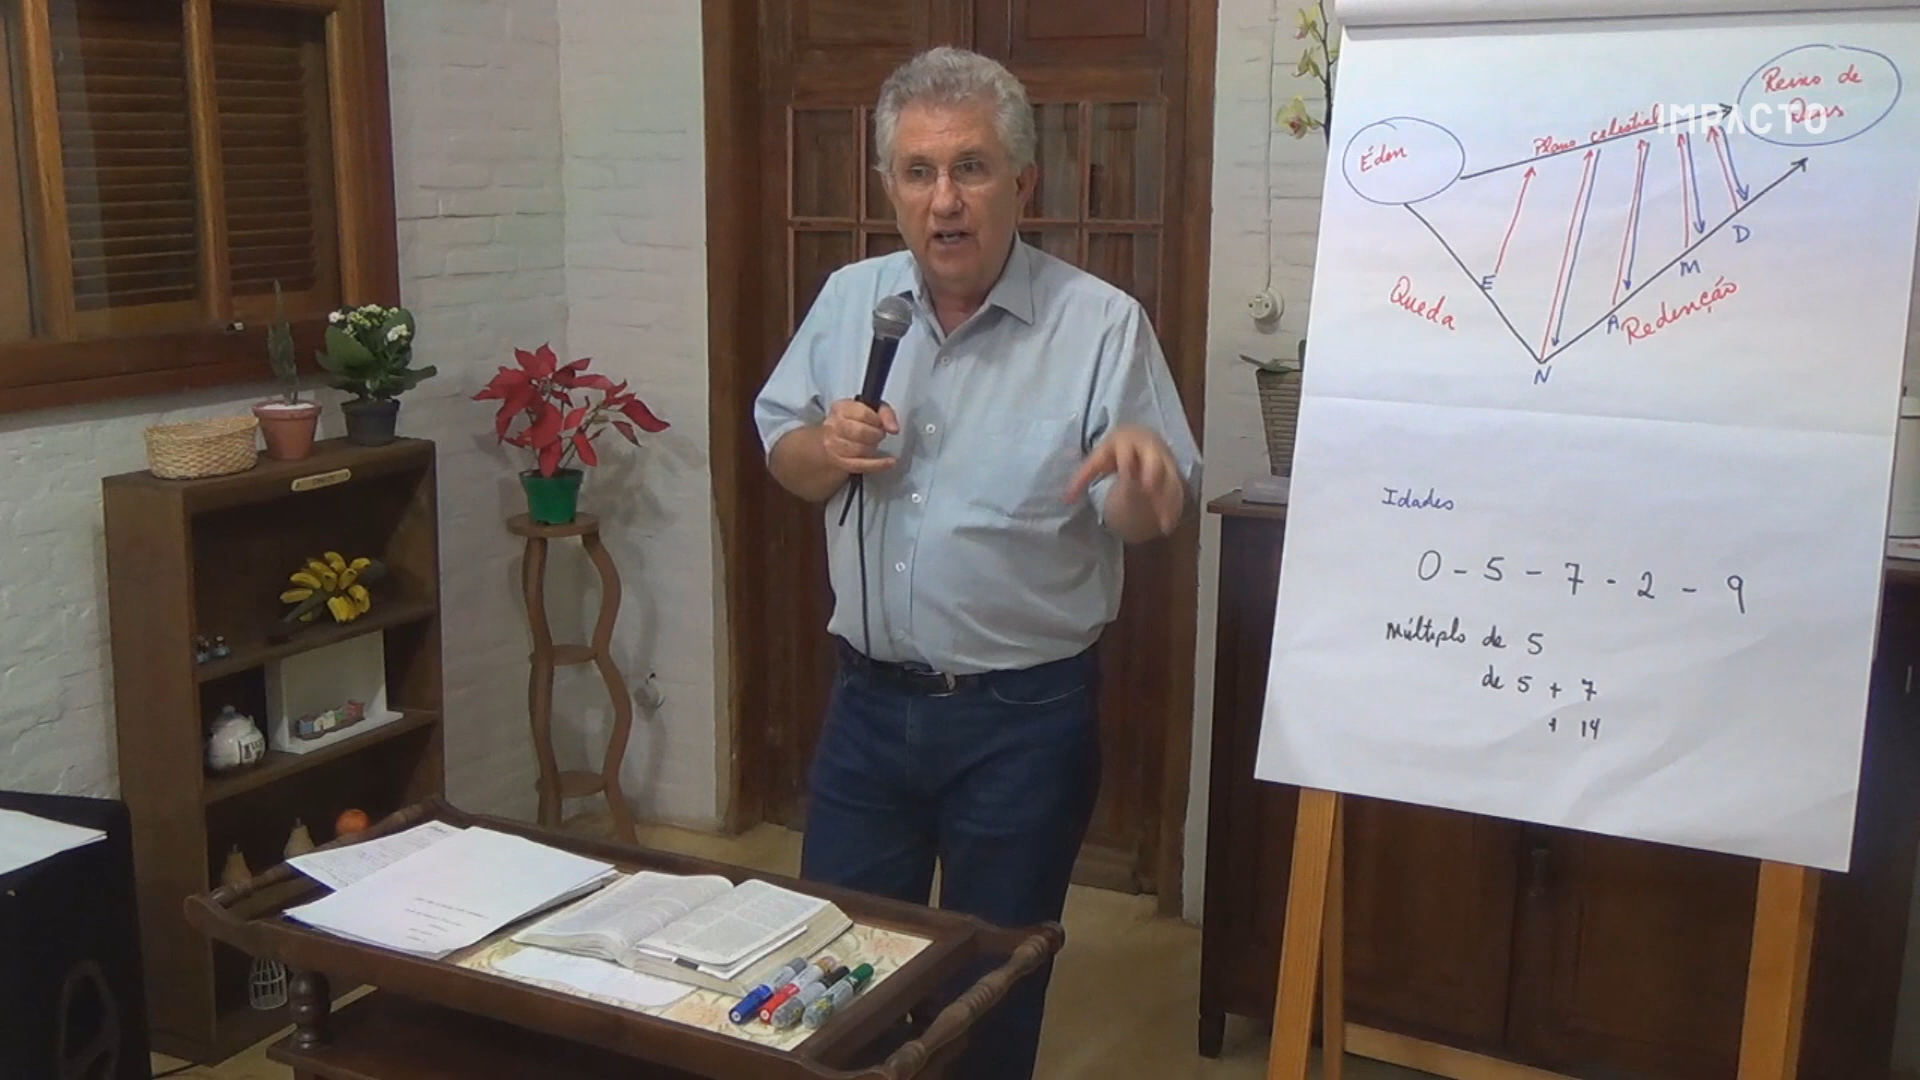 Reino de
Deus
IMPACTO
Plano celestial
Éden
E
D
M
Queda
A
Redenção
N
Idades
0 - 5 - 7 - 2 - 9
Múltiplo de 5
de 5 + 7
+ 14